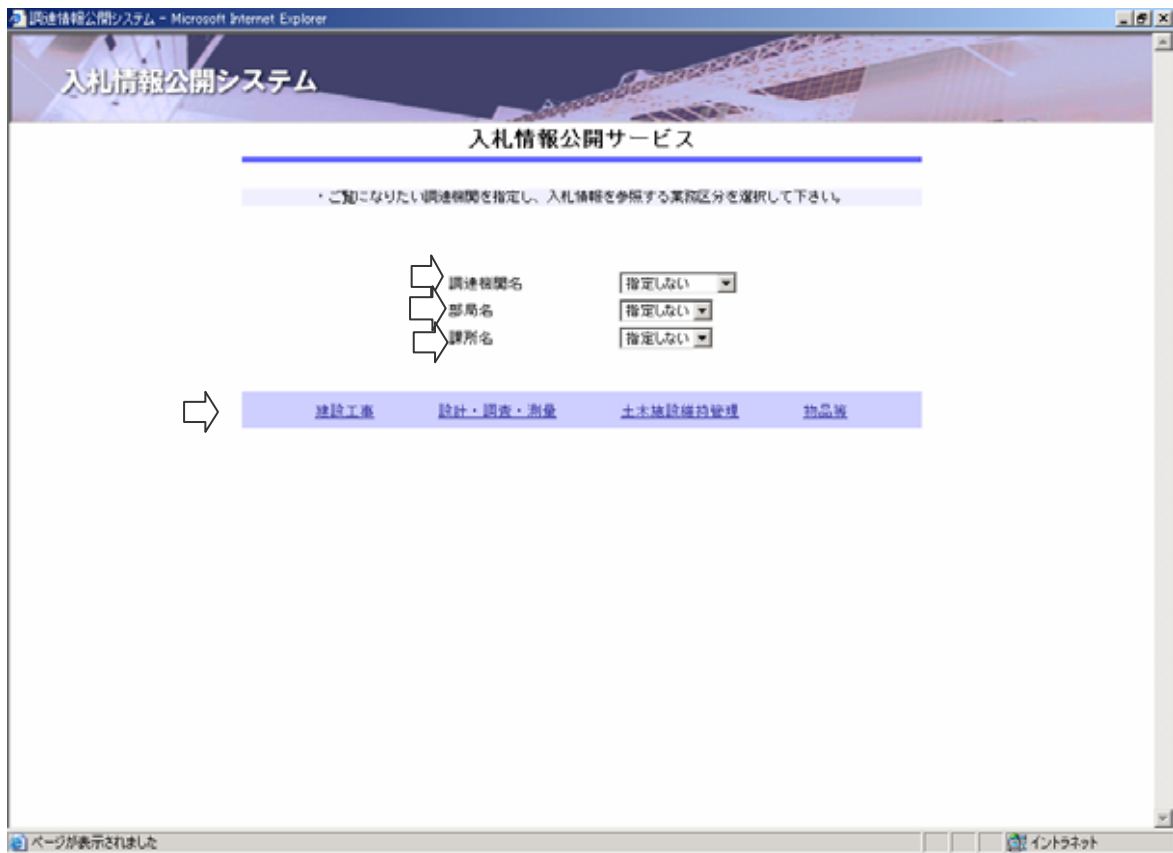 調達情報公開システム - Microsoft Internet Explorer
入札情報公開システム
入札情報公開サービス
・ご覧になりたい調達機関を指定し、入札情報を参照する業務区分を選択して下さい。
調達機関名 指定しない
部局名 指定しない
課所名 指定しない
建設工事 設計・調査・測量 土木施設維持管理 物品等
ページが表示されました イントラネット